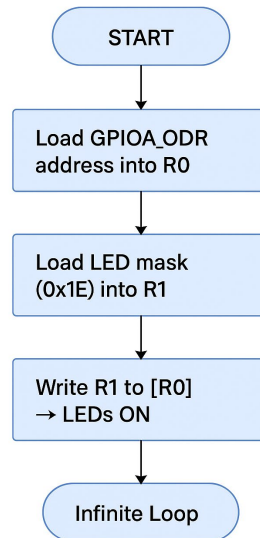 START
Load GPIOA_ODR
address into R0
Load LED mask
(0x1E) into R1
Write R1 to [R0]
→ LEDs ON
Infinite Loop